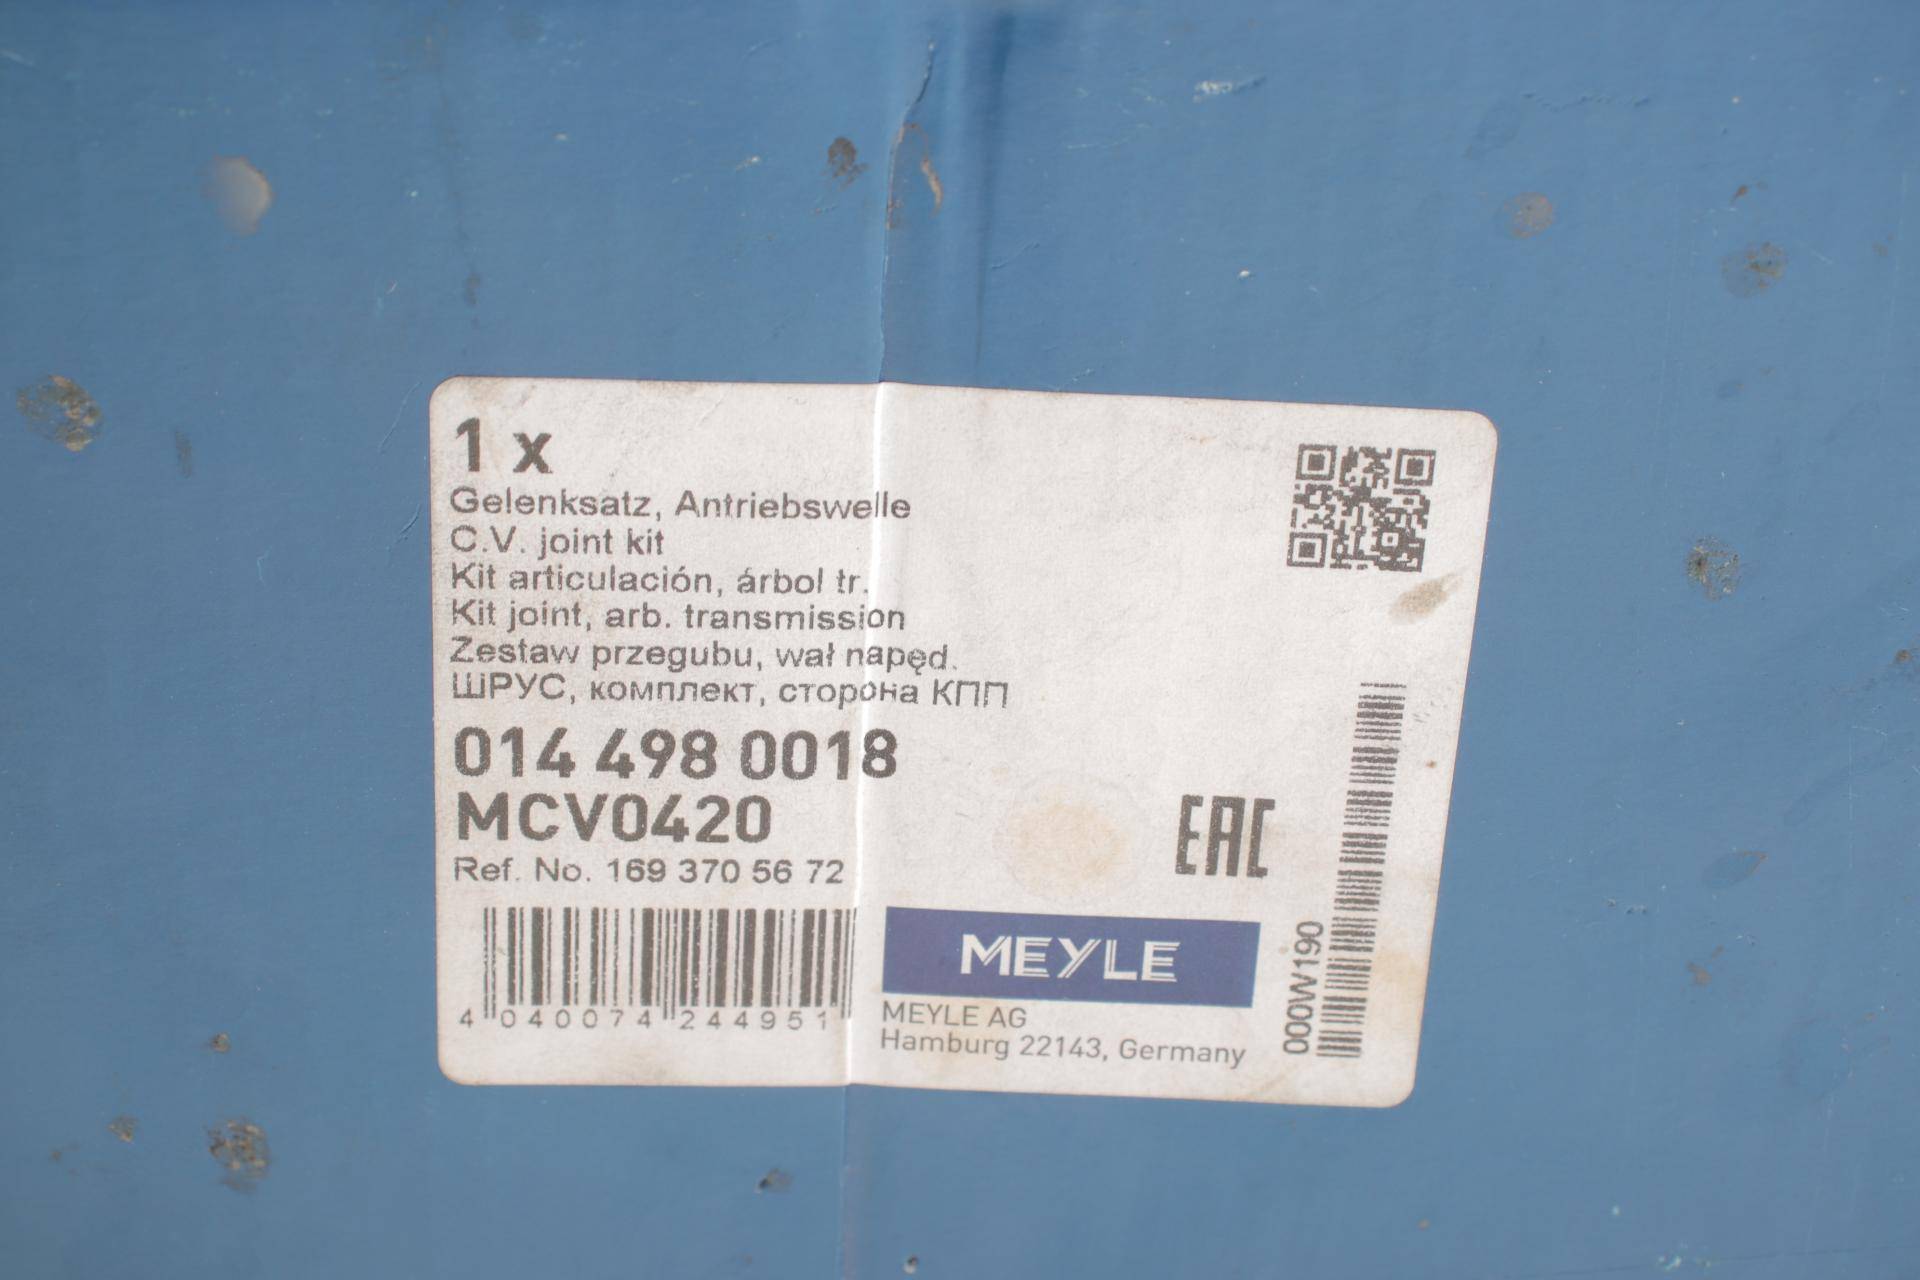 1 x
Gelenksatz, Antriebswelle
C.V. joint kit
Kit articulación, árbol tr.
Kit joint, arb. transmission
Zestaw przegubu, wał napęd.
ШРУС, комплект, сторона КПП
014 498 0018
MCV0420
Ref. No. 169 370 56 72
4 040074 244951
EAC
MEYLE
MEYLE AG
Hamburg 22143, Germany
000W190